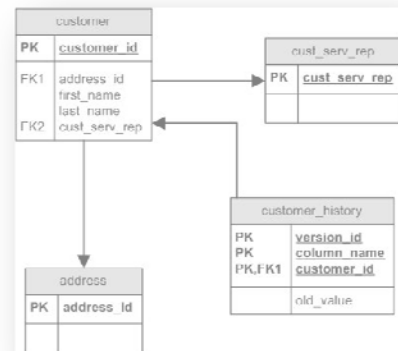 customer
PK customer_id
FK1 address_id
first_name
last_name
FK2 cust_serv_rep
cust_serv_rep
PK cust_serv_rep
customer_history
PK version_id
PK column_name
PK,FK1 customer_id
old_value
address
PK address_id